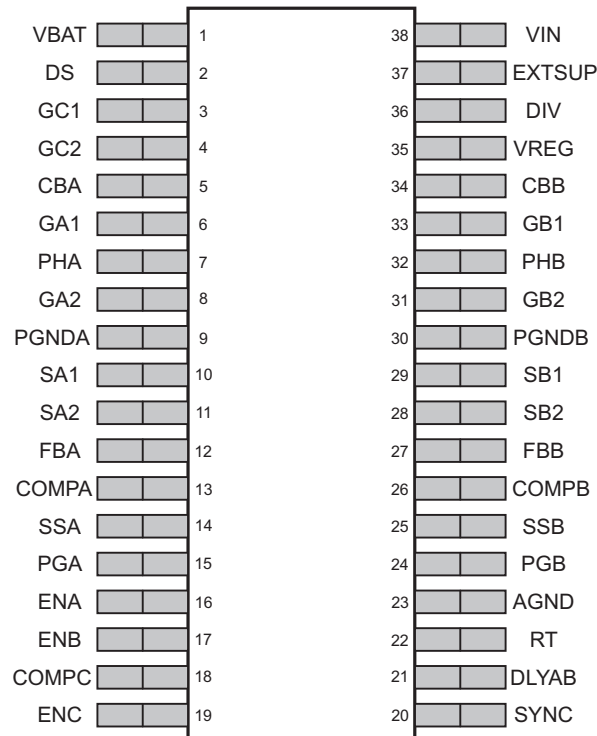 VBAT 1 38 VIN
DS 2 37 EXTSUP
GC1 3 36 DIV
GC2 4 35 VREG
CBA 5 34 CBB
GA1 6 33 GB1
PHA 7 32 PHB
GA2 8 31 GB2
PGNDA 9 30 PGNDB
SA1 10 29 SB1
SA2 11 28 SB2
FBA 12 27 FBB
COMPA 13 26 COMPB
SSA 14 25 SSB
PGA 15 24 PGB
ENA 16 23 AGND
ENB 17 22 RT
COMPC 18 21 DLYAB
ENC 19 20 SYNC